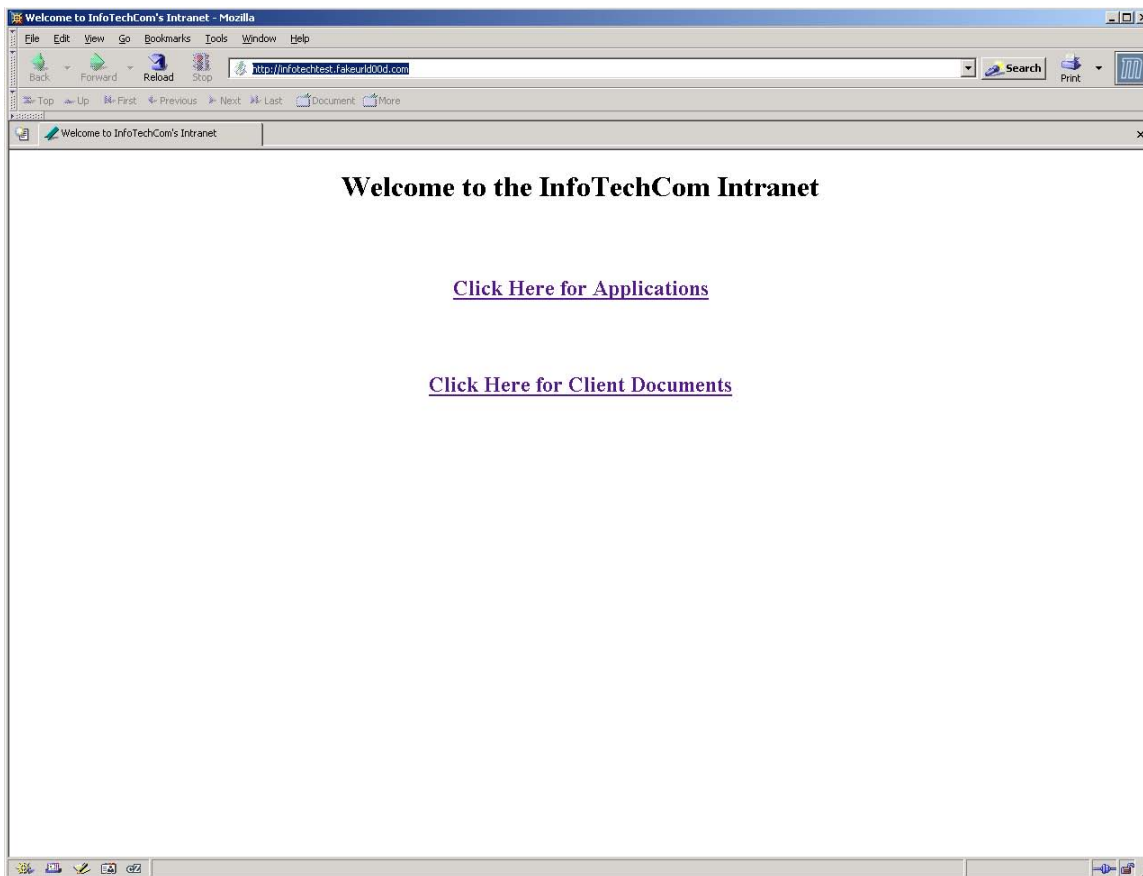 Welcome to InfoTechCom's Intranet - Mozilla
File Edit View Go Bookmarks Tools Window Help
Back Forward Reload Stop http://infotechtest.fakeurld00d.com Search Print
Top Up First Previous Next Last Document More
Welcome to InfoTechCom's Intranet
Welcome to the InfoTechCom Intranet
Click Here for Applications
Click Here for Client Documents